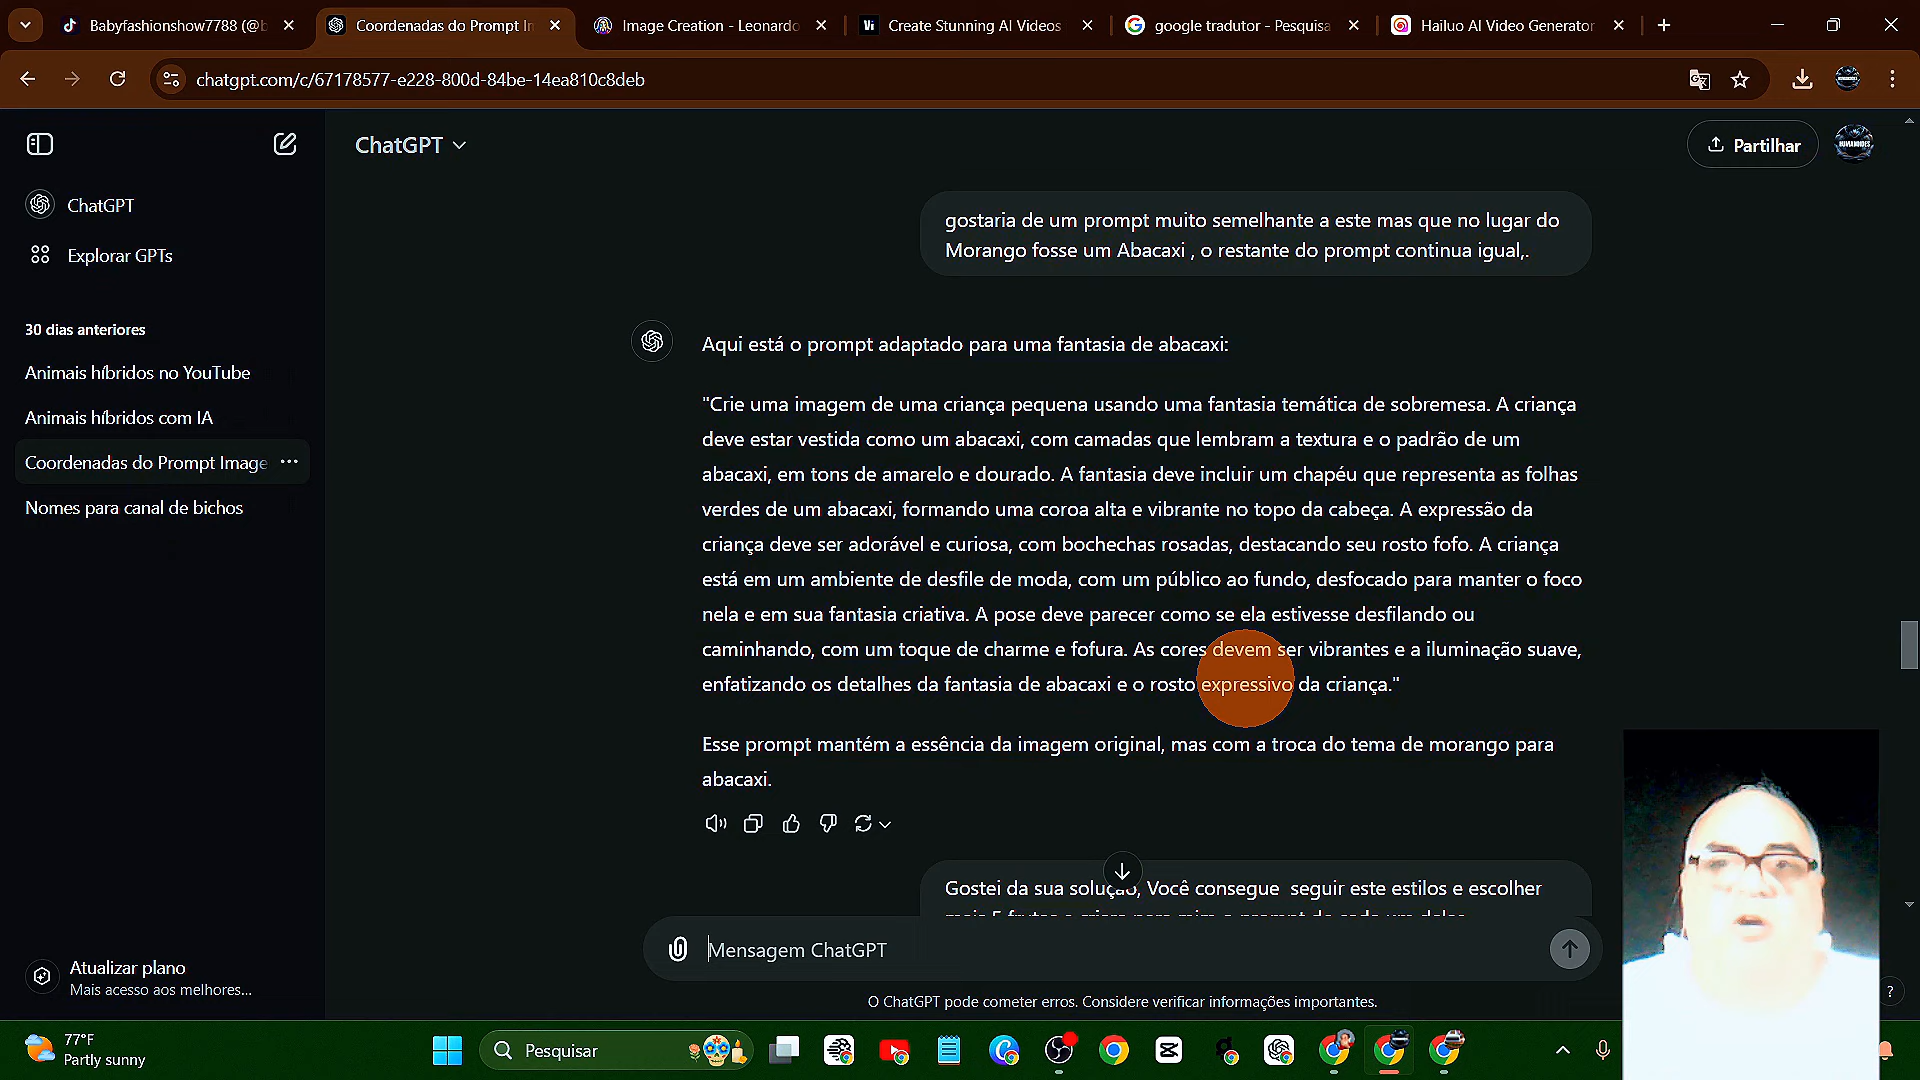 Babyfashionshow7788 (@b
Coordenadas do Prompt In
Image Creation - Leonardo
Create Stunning AI Videos
google tradutor - Pesquisa
Hailuo AI Video Generator
chatgpt.com/c/67178577-e228-800d-84be-14ea810c8deb
ChatGPT
Partilhar
HUMANOIDES
ChatGPT
Explorar GPTs
30 dias anteriores
Animais híbridos no YouTube
Animais híbridos com IA
Coordenadas do Prompt Image
Nomes para canal de bichos
gostaria de um prompt muito semelhante a este mas que no lugar do
Morango fosse um Abacaxi , o restante do prompt continua igual,.
Aqui está o prompt adaptado para uma fantasia de abacaxi:
"Crie uma imagem de uma criança pequena usando uma fantasia temática de sobremesa. A criança
deve estar vestida como um abacaxi, com camadas que lembram a textura e o padrão de um
abacaxi, em tons de amarelo e dourado. A fantasia deve incluir um chapéu que representa as folhas
verdes de um abacaxi, formando uma coroa alta e vibrante no topo da cabeça. A expressão da
criança deve ser adorável e curiosa, com bochechas rosadas, destacando seu rosto fofo. A criança
está em um ambiente de desfile de moda, com um público ao fundo, desfocado para manter o foco
nela e em sua fantasia criativa. A pose deve parecer como se ela estivesse desfilando ou
caminhando, com um toque de charme e fofura. As cores devem ser vibrantes e a iluminação suave,
enfatizando os detalhes da fantasia de abacaxi e o rosto expressivo da criança."
Esse prompt mantém a essência da imagem original, mas com a troca do tema de morango para
abacaxi.
Gostei da sua solução, Você consegue seguir este estilos e escolher
Mensagem ChatGPT
O ChatGPT pode cometer erros. Considere verificar informações importantes.
?
Atualizar plano
Mais acesso aos melhores...
77°F
Partly sunny
Pesquisar